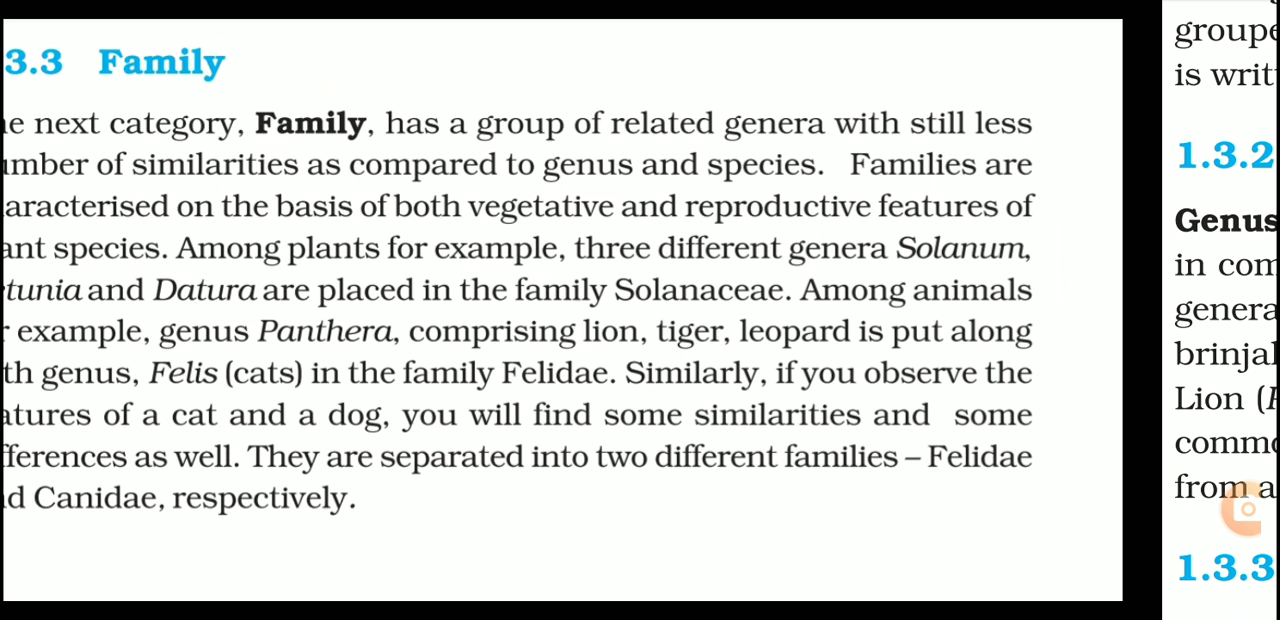 3.3 Family
e next category, Family, has a group of related genera with still less
mber of similarities as compared to genus and species. Families are
aracterised on the basis of both vegetative and reproductive features of
ant species. Among plants for example, three different genera Solanum,
tunia and Datura are placed in the family Solanaceae. Among animals
r example, genus Panthera, comprising lion, tiger, leopard is put along
th genus, Felis (cats) in the family Felidae. Similarly, if you observe the
atures of a cat and a dog, you will find some similarities and some
fferences as well. They are separated into two different families – Felidae
d Canidae, respectively.
groupe
is writ
1.3.2
Genus
in com
genera
brinjal
Lion (P
commo
from a
1.3.3